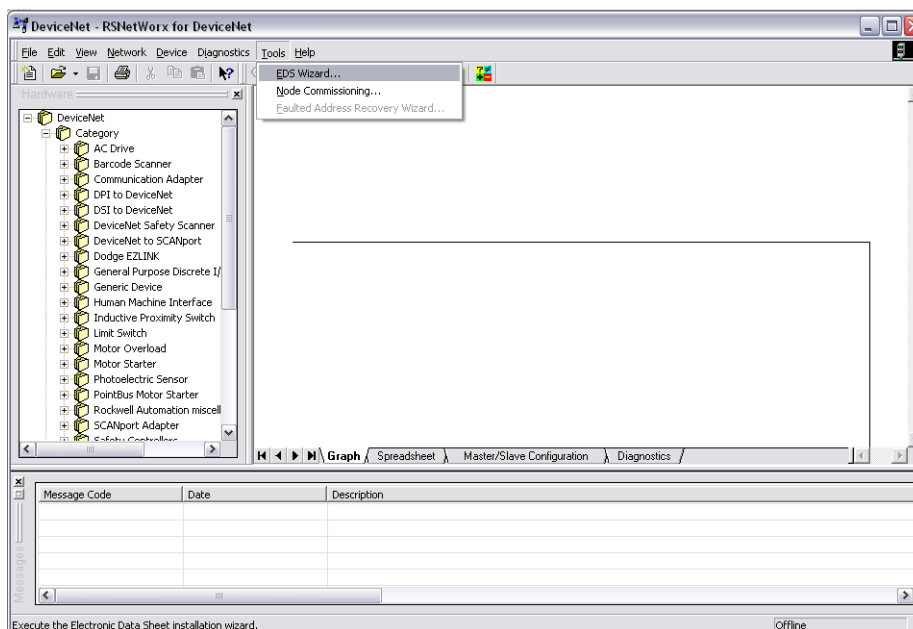 DeviceNet - RSNetWorx for DeviceNet
File Edit View Network Device Diagnostics Tools Help
EDS Wizard...
Node Commissioning...
Faulted Address Recovery Wizard...
Hardware
DeviceNet
Category
AC Drive
Barcode Scanner
Communication Adapter
DPI to DeviceNet
DSI to DeviceNet
DeviceNet Safety Scanner
DeviceNet to SCANport
Dodge EZLINK
General Purpose Discrete I/
Generic Device
Human Machine Interface
Inductive Proximity Switch
Limit Switch
Motor Overload
Motor Starter
Photoelectric Sensor
PointBus Motor Starter
Rockwell Automation miscell
SCANport Adapter
Safety Controllers
Graph Spreadsheet Master/Slave Configuration Diagnostics
Message Code Date Description
Messages
Execute the Electronic Data Sheet installation wizard. Offline